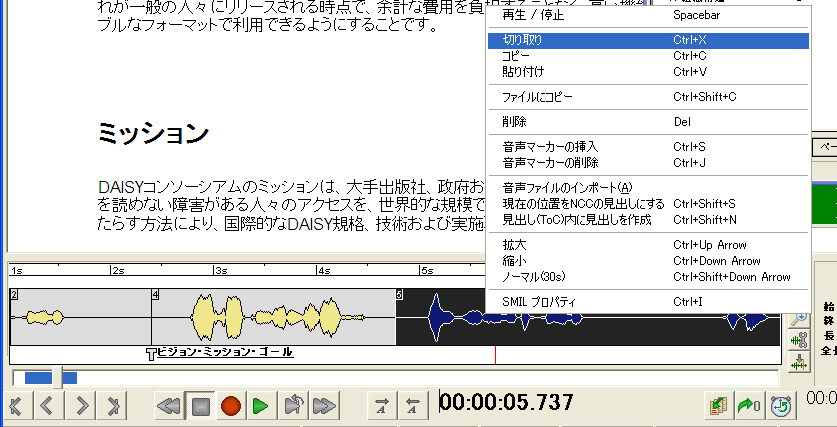 れが一般の人々にリリースされる時点で、余計な費用を負
ブルなフォーマットで利用できるようにすることです。
ミッション
DAISYコンソーシアムのミッションは、大手出版社、政府お
を読めない障害がある人々のアクセスを、世界的な規模で
たらす方法により、国際的なDAISY規格、技術および実施
再生 / 停止 Spacebar
切り取り Ctrl+X
コピー Ctrl+C
貼り付け Ctrl+V
ファイルにコピー Ctrl+Shift+C
削除 Del
音声マーカーの挿入 Ctrl+S
音声マーカーの削除 Ctrl+J
音声ファイルのインポート(A)
現在の位置をNCCの見出しにする Ctrl+Shift+S
見出し(ToC)内に見出しを作成 Ctrl+Shift+N
拡大 Ctrl+Up Arrow
縮小 Ctrl+Down Arrow
ノーマル(30s) Ctrl+Shift+Down Arrow
SMIL プロパティ Ctrl+I
ペー
1s 2s 3s 4s 5s
2 4 5
ビジョン・ミッション・ゴール
始
終
長
全長
00:00:05.737
00:0